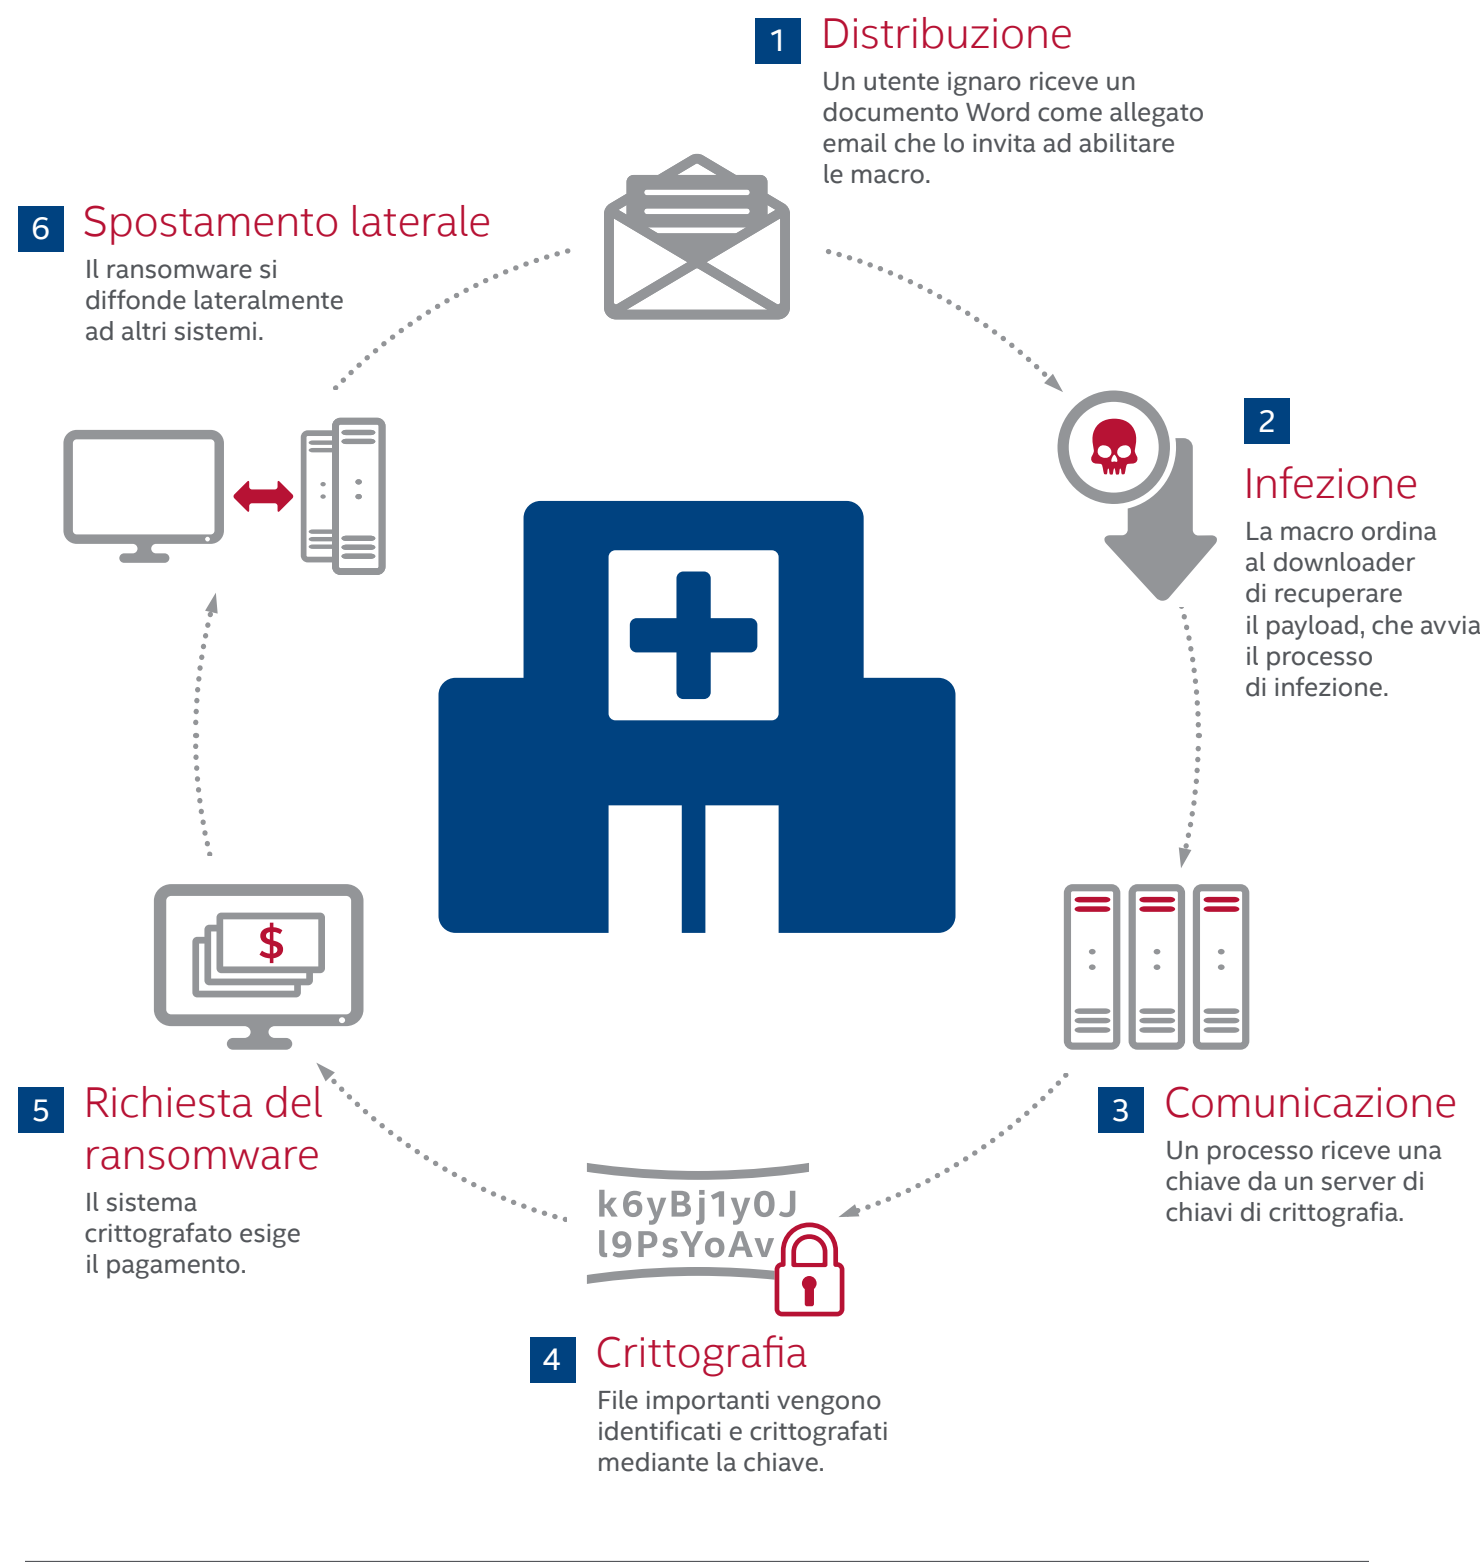 1 Distribuzione
Un utente ignaro riceve un
documento Word come allegato
email che lo invita ad abilitare
le macro.
2
Infezione
La macro ordina
al downloader
di recuperare
il payload, che avvia
il processo
di infezione.
3 Comunicazione
Un processo riceve una
chiave da un server di
chiavi di crittografia.
k6yBj1y0J
l9PsYoAv
4 Crittografia
File importanti vengono
identificati e crittografati
mediante la chiave.
$
5 Richiesta del
ransomware
Il sistema
crittografato esige
il pagamento.
6 Spostamento laterale
Il ransomware si
diffonde lateralmente
ad altri sistemi.